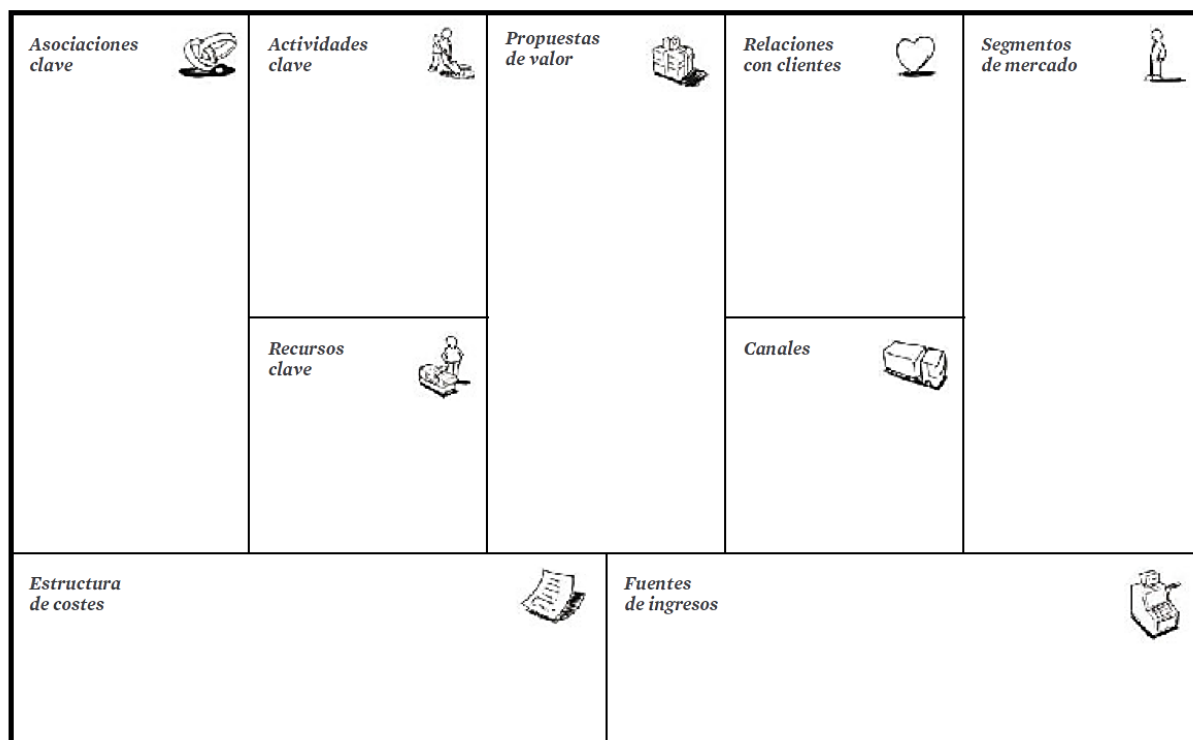 Asociaciones
clave
Actividades
clave
Propuestas
de valor
Relaciones
con clientes
Segmentos
de mercado
Recursos
clave
Canales
Estructura
de costes
Fuentes
de ingresos